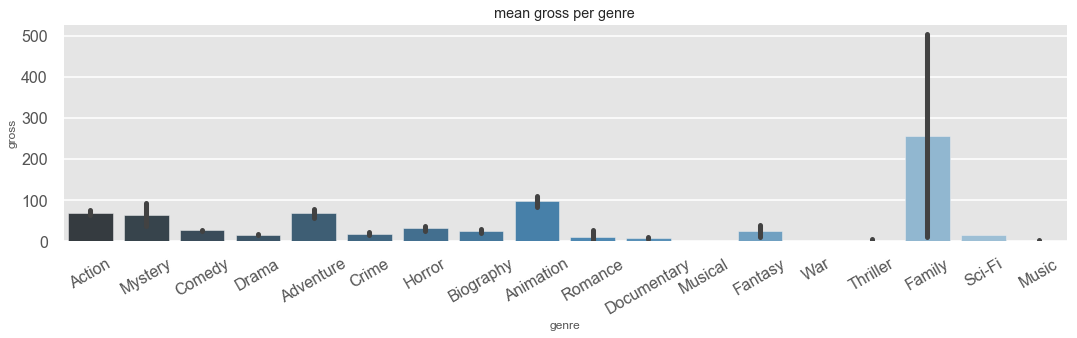 mean gross per genre
500
400
300
200
100
0
gross
Action
Mystery
Comedy
Drama
Adventure
Crime
Horror
Biography
Animation
Romance
Documentary
Musical
Fantasy
War
Thriller
Family
Sci-Fi
Music
genre